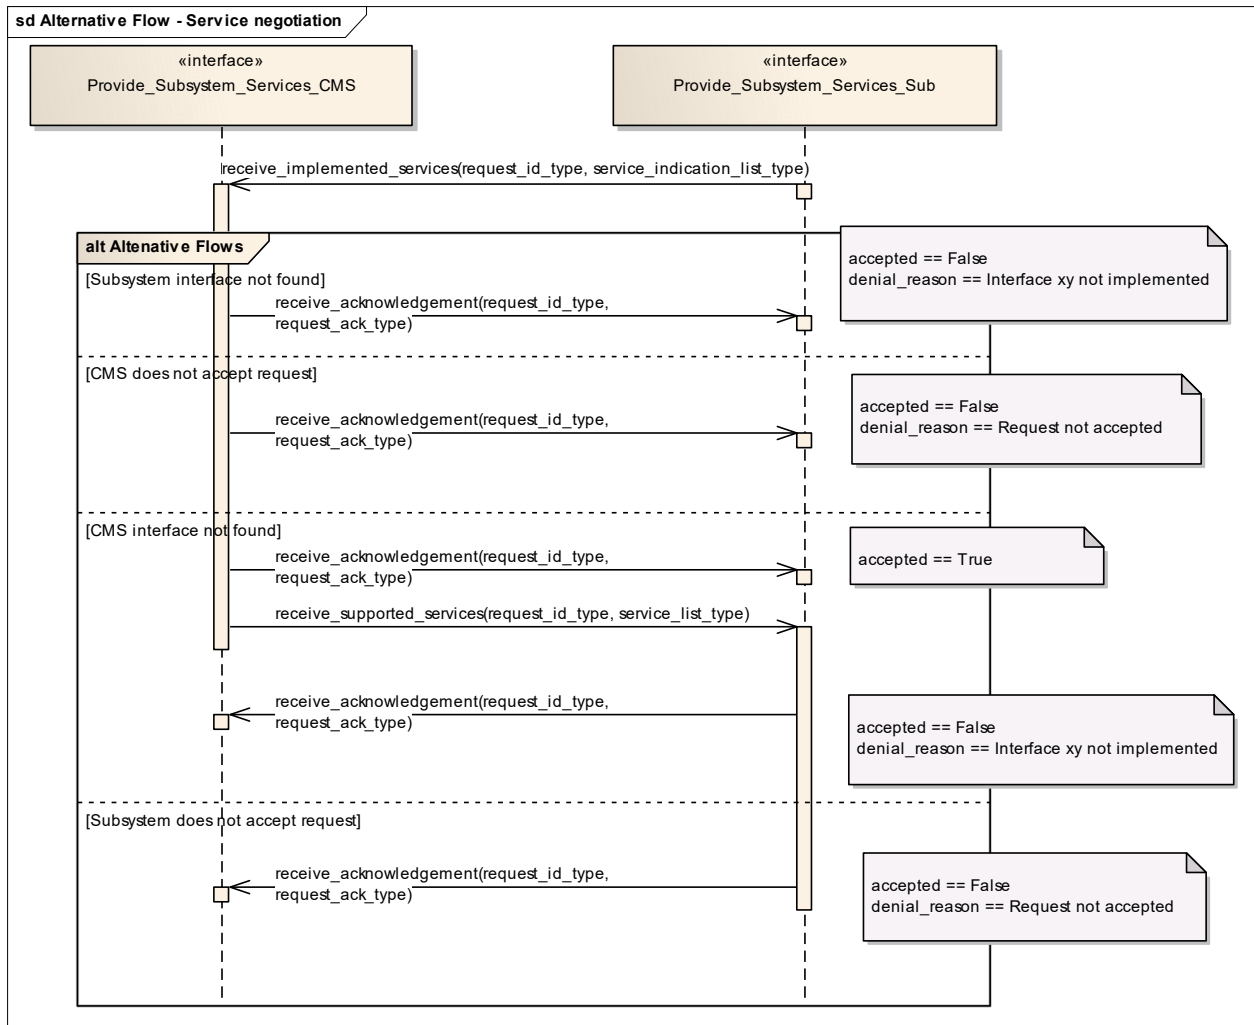 sd Alternative Flow - Service negotiation
«interface»
Provide_Subsystem_Services_CMS
«interface»
Provide_Subsystem_Services_Sub
receive_implemented_services(request_id_type, service_indication_list_type)
alt Altenative Flows
[Subsystem interface not found]
accepted == False
denial_reason == Interface xy not implemented
receive_acknowledgement(request_id_type,
request_ack_type)
[CMS does not accept request]
accepted == False
denial_reason == Request not accepted
receive_acknowledgement(request_id_type,
request_ack_type)
[CMS interface not found]
accepted == True
receive_acknowledgement(request_id_type,
request_ack_type)
receive_supported_services(request_id_type, service_list_type)
receive_acknowledgement(request_id_type,
request_ack_type)
accepted == False
denial_reason == Interface xy not implemented
[Subsystem does not accept request]
receive_acknowledgement(request_id_type,
request_ack_type)
accepted == False
denial_reason == Request not accepted